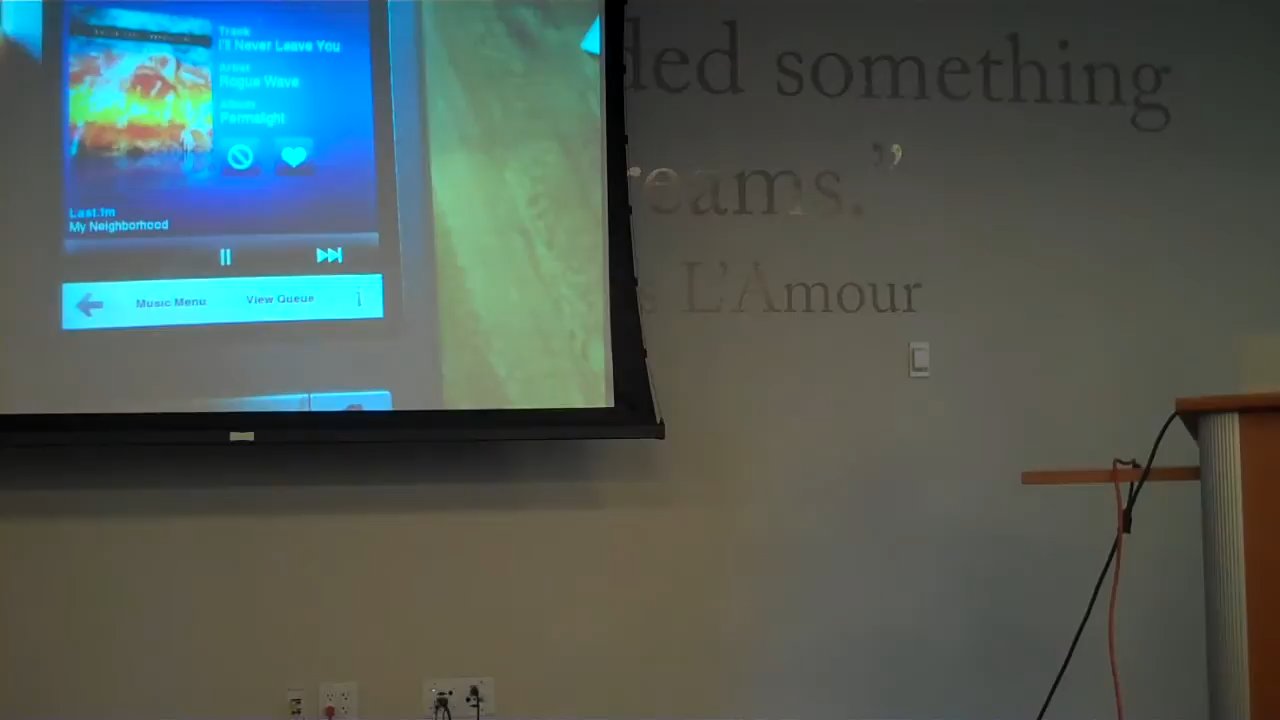 Track
I'll Never Leave You
Artist
Rogue Wave
Album
Permalight
Last.fm
My Neighborhood
Music Menu
View Queue
i
ded something
reams.”
s L’Amour